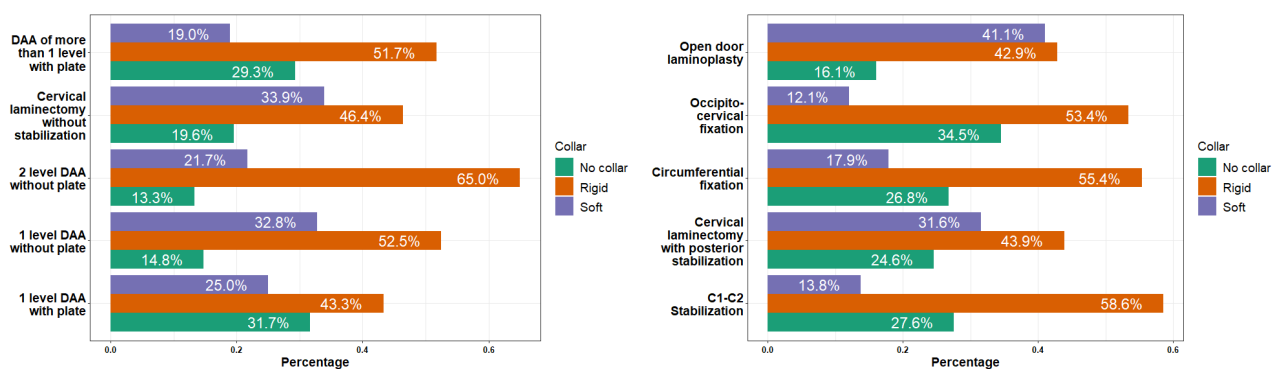 DAA of more
than 1 level
with plate
19.0%
51.7%
29.3%
Cervical
laminectomy
without
stabilization
33.9%
46.4%
19.6%
2 level DAA
without plate
21.7%
65.0%
13.3%
1 level DAA
without plate
32.8%
52.5%
14.8%
1 level DAA
with plate
25.0%
43.3%
31.7%
0.0 0.2 0.4 0.6
Percentage
Collar
No collar
Rigid
Soft
Open door
laminoplasty
41.1%
42.9%
16.1%
Occipito-
cervical
fixation
12.1%
53.4%
34.5%
Circumferential
fixation
17.9%
55.4%
26.8%
Cervical
laminectomy
with posterior
stabilization
31.6%
43.9%
24.6%
C1-C2
Stabilization
13.8%
58.6%
27.6%
0.0 0.2 0.4 0.6
Percentage
Collar
No collar
Rigid
Soft